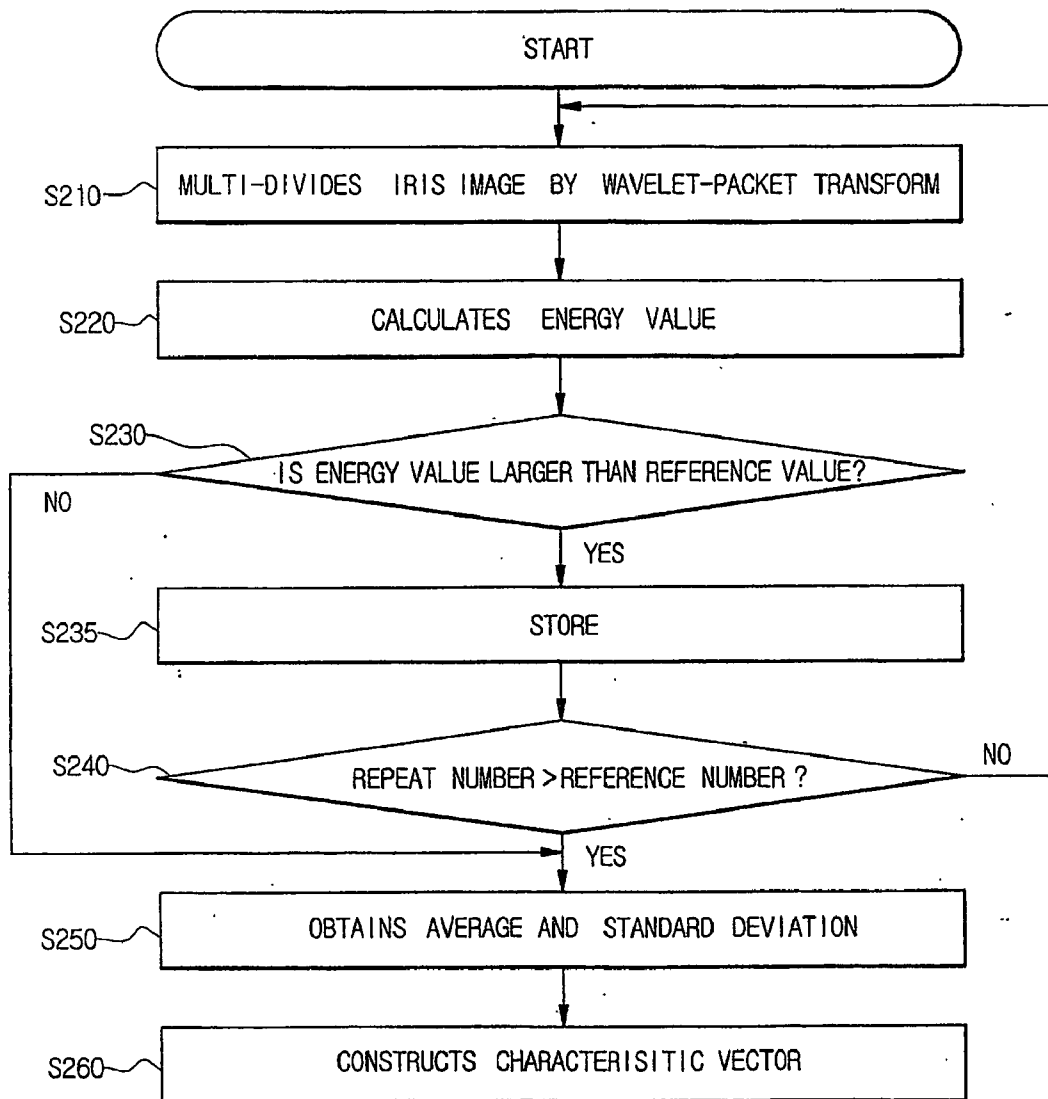 START
S210
MULTI-DIVIDES IRIS IMAGE BY WAVELET-PACKET TRANSFORM
S220
CALCULATES ENERGY VALUE
S230
IS ENERGY VALUE LARGER THAN REFERENCE VALUE?
NO
YES
S235
STORE
S240
REPEAT NUMBER > REFERENCE NUMBER ?
NO
YES
S250
OBTAINS AVERAGE AND STANDARD DEVIATION
S260
CONSTRUCTS CHARACTERISITIC VECTOR